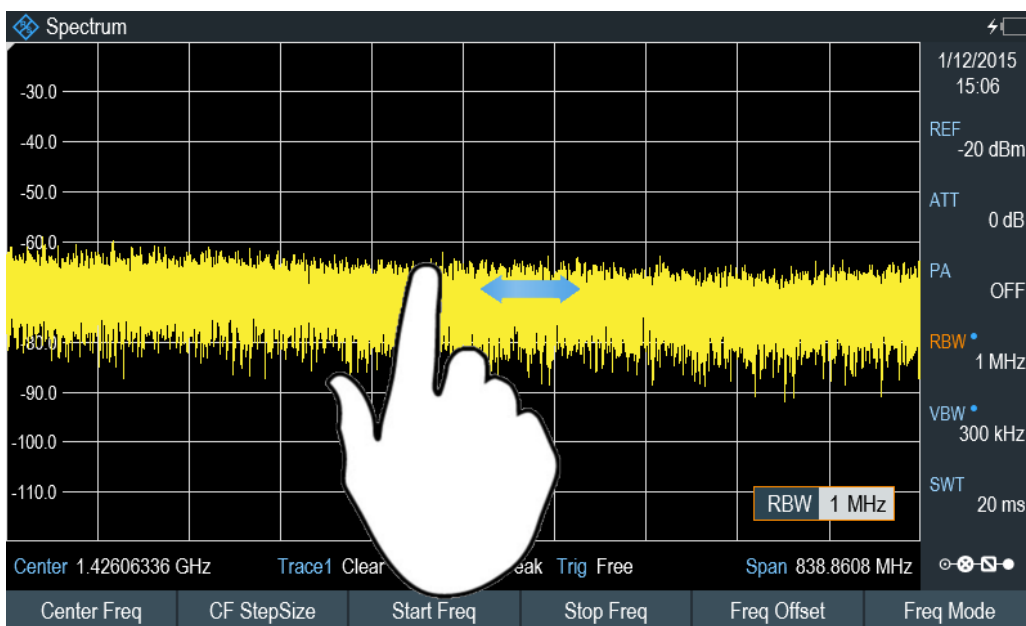 Spectrum
1/12/2015
15:06
-30.0
-40.0
-50.0
-60.0
-80.0
-90.0
-100.0
-110.0
REF
-20 dBm
ATT
0 dB
PA
OFF
RBW
1 MHz
VBW
300 kHz
SWT
20 ms
RBW 1 MHz
Center 1.42606336 GHz Trace1 Clear Trig Free Span 838.8608 MHz
Center Freq CF StepSize Start Freq Stop Freq Freq Offset Freq Mode